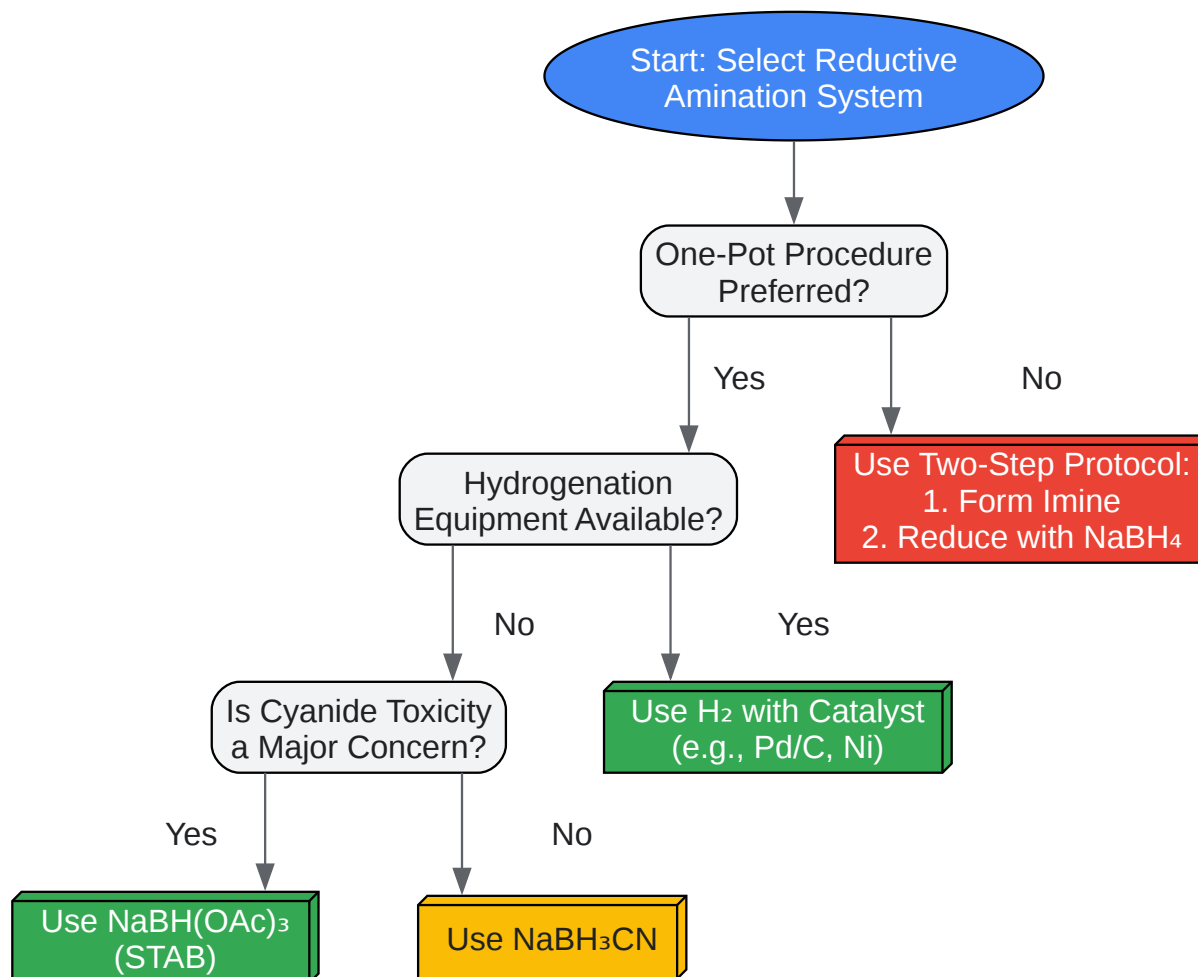 Start: Select Reductive
Amination System
One-Pot Procedure
Preferred?
Yes
No
Hydrogenation
Equipment Available?
Use Two-Step Protocol:
1. Form Imine
2. Reduce with NaBH₄
No
Yes
Is Cyanide Toxicity
a Major Concern?
Use H₂ with Catalyst
(e.g., Pd/C, Ni)
Yes
No
Use NaBH(OAc)₃
(STAB)
Use NaBH₃CN